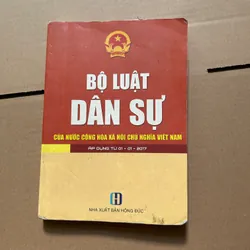 BỘ LUẬT
DÂN SỰ
CỦA NƯỚC CỘNG HÒA XÃ HỘI CHỦ NGHĨA VIỆT NAM
ÁP DỤNG TỪ 01 - 01 - 2017
NHÀ XUẤT BẢN HỒNG ĐỨC